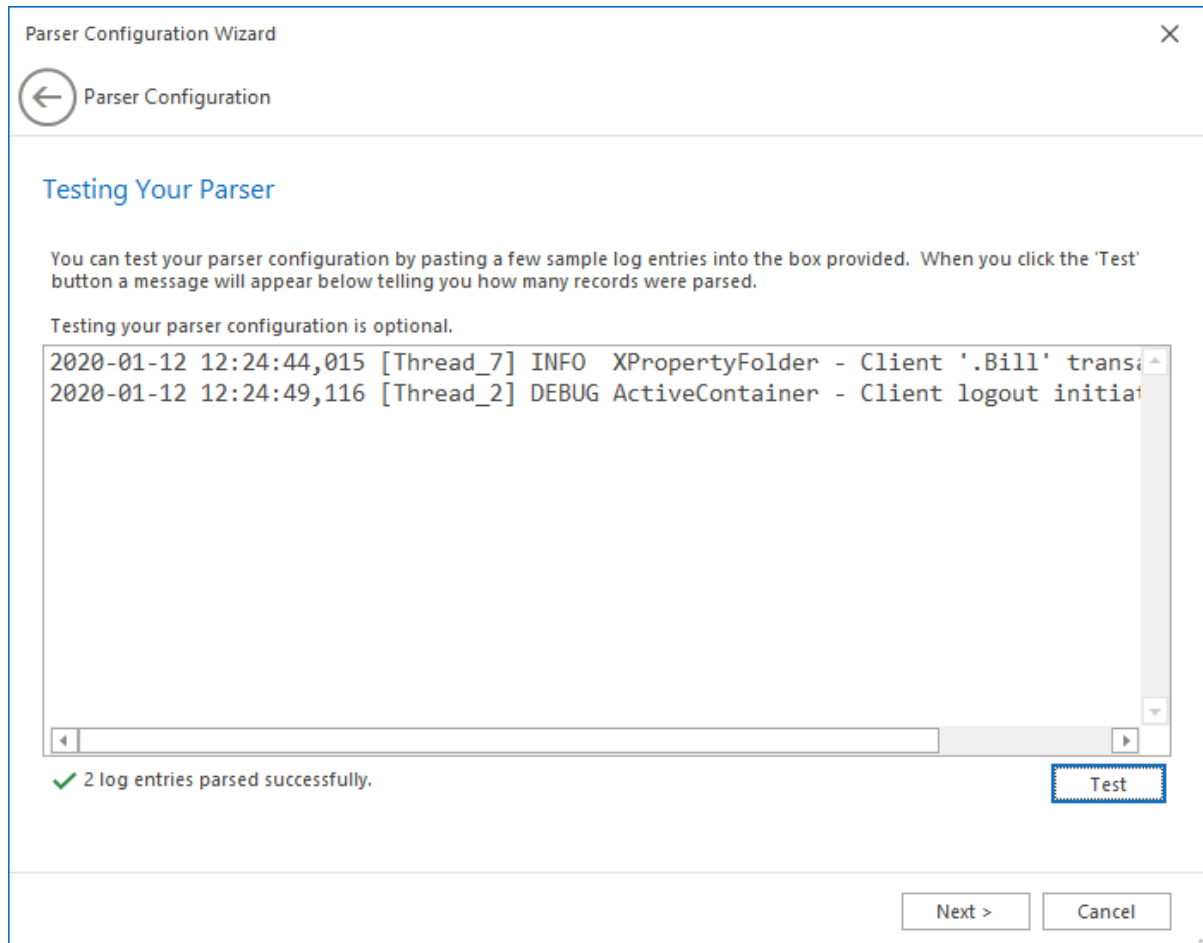 Parser Configuration Wizard
Parser Configuration
Testing Your Parser
You can test your parser configuration by pasting a few sample log entries into the box provided.  When you click the 'Test'
button a message will appear below telling you how many records were parsed.
Testing your parser configuration is optional.
2020-01-12 12:24:44,015 [Thread_7] INFO  XPropertyFolder - Client '.Bill' transa
2020-01-12 12:24:49,116 [Thread_2] DEBUG ActiveContainer - Client logout initiat
2 log entries parsed successfully.
Test
Next >
Cancel